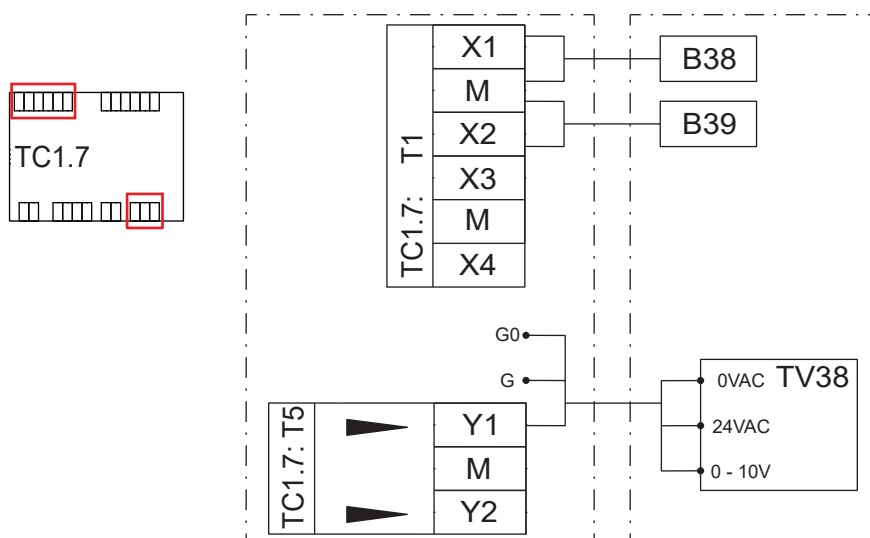 TC1.7
TC1.7: T1
X1
M
X2
X3
M
X4
B38
B39
G0
G
TC1.7: T5
Y1
M
Y2
TV38
0VAC
24VAC
0 - 10V